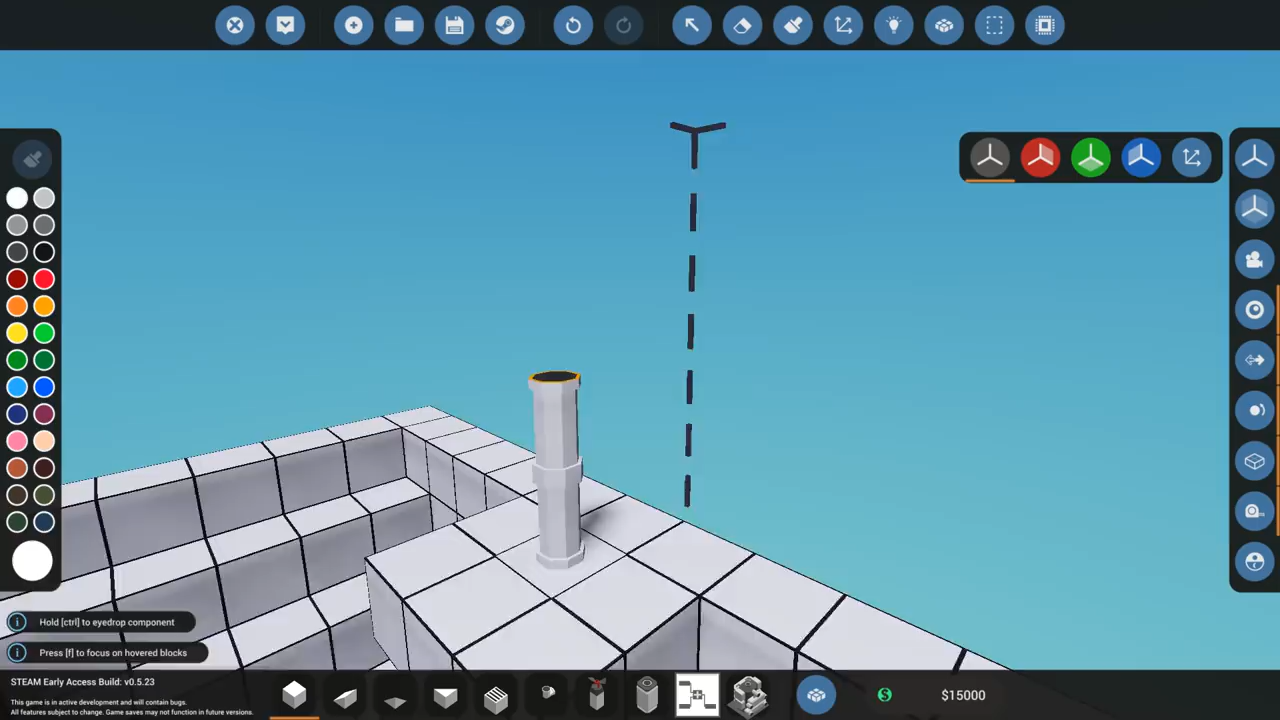 Hold [ctrl] to eyedrop component
Press [f] to focus on hovered blocks
STEAM Early Access Build: v0.5.23
This game is in active development and will contain bugs.
All features subject to change. Game saves may not function in future versions.
$ $15000